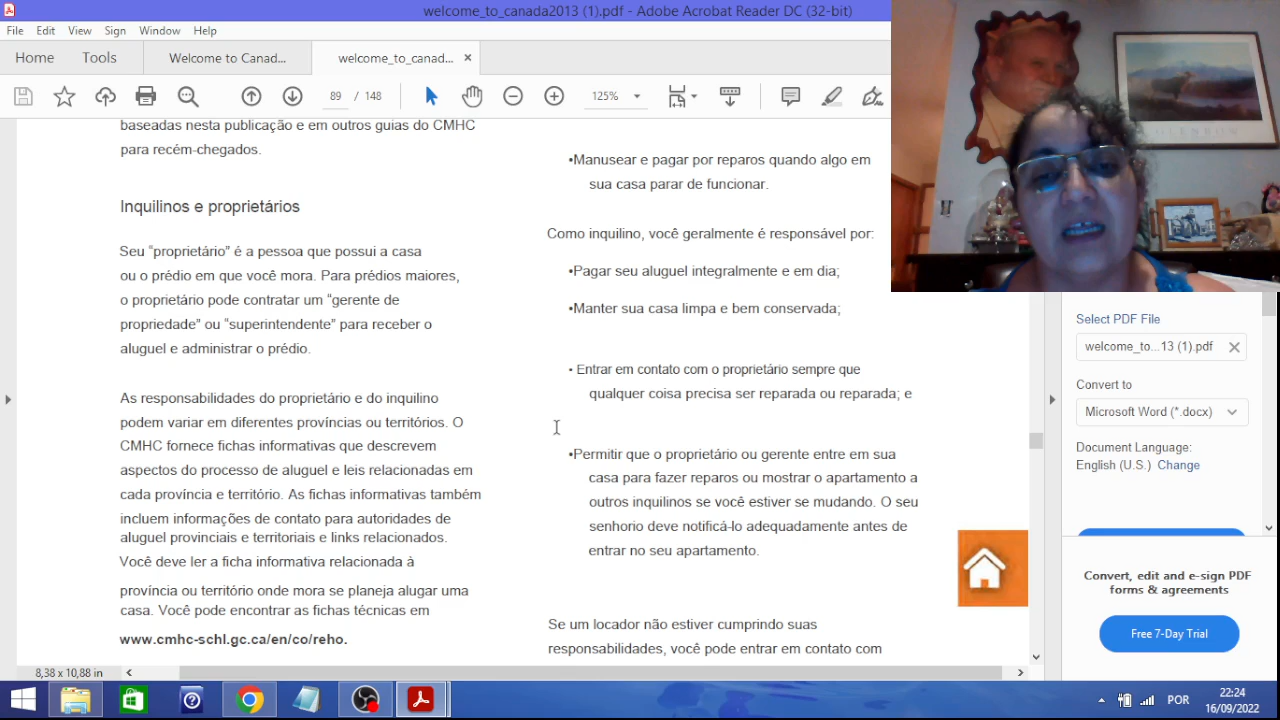 welcome_to_canada2013 (1).pdf - Adobe Acrobat Reader DC (32-bit)
File Edit View Sign Window Help
Home Tools Welcome to Canad... welcome_to_canad... ×
89 / 148 125%
baseadas nesta publicação e em outros guias do CMHC
para recém-chegados.
Inquilinos e proprietários
Seu “proprietário” é a pessoa que possui a casa
ou o prédio em que você mora. Para prédios maiores,
o proprietário pode contratar um “gerente de
propriedade” ou “superintendente” para receber o
aluguel e administrar o prédio.
As responsabilidades do proprietário e do inquilino
podem variar em diferentes províncias ou territórios. O
CMHC fornece fichas informativas que descrevem
aspectos do processo de aluguel e leis relacionadas em
cada província e território. As fichas informativas também
incluem informações de contato para autoridades de
aluguel provinciais e territoriais e links relacionados.
Você deve ler a ficha informativa relacionada à
província ou território onde mora se planeja alugar uma
casa. Você pode encontrar as fichas técnicas em
www.cmhc-schl.gc.ca/en/co/reho.
•Manusear e pagar por reparos quando algo em
sua casa parar de funcionar.
Como inquilino, você geralmente é responsável por:
•Pagar seu aluguel integralmente e em dia;
•Manter sua casa limpa e bem conservada;
• Entrar em contato com o proprietário sempre que
qualquer coisa precisa ser reparada ou reparada; e
•Permitir que o proprietário ou gerente entre em sua
casa para fazer reparos ou mostrar o apartamento a
outros inquilinos se você estiver se mudando. O seu
senhorio deve notificá-lo adequadamente antes de
entrar no seu apartamento.
Se um locador não estiver cumprindo suas
responsabilidades, você pode entrar em contato com
Select PDF File
welcome_to...13 (1).pdf
Convert to
Microsoft Word (*.docx)
Document Language:
English (U.S.) Change
Convert, edit and e-sign PDF
forms & agreements
Free 7-Day Trial
8,38 x 10,88 in
POR
22:24
16/09/2022